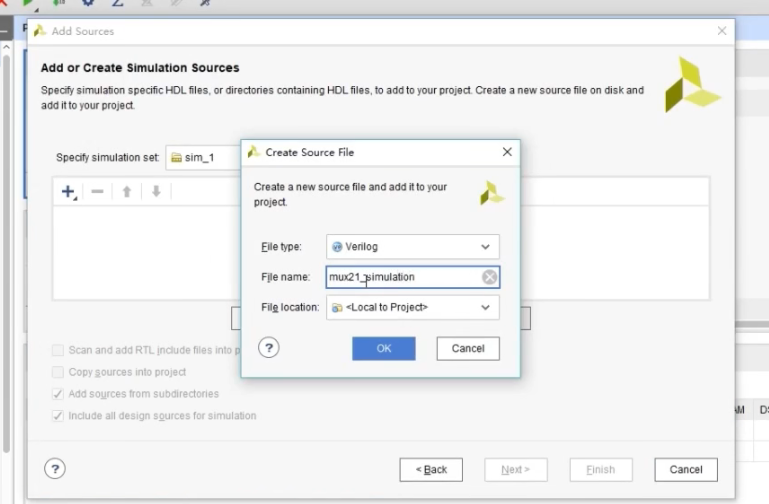 Add Sources
Add or Create Simulation Sources
Specify simulation specific HDL files, or directories containing HDL files, to add to your project. Create a new source file on disk and
add it to your project.
Specify simulation set: sim_1
Create Source File
Create a new source file and add it to your
project.
File type: Verilog
File name: mux21_simulation
File location: <Local to Project>
? OK Cancel
Scan and add RTL include files into p
Copy sources into project
Add sources from subdirectories
Include all design sources for simulation
? < Back Next > Finish Cancel